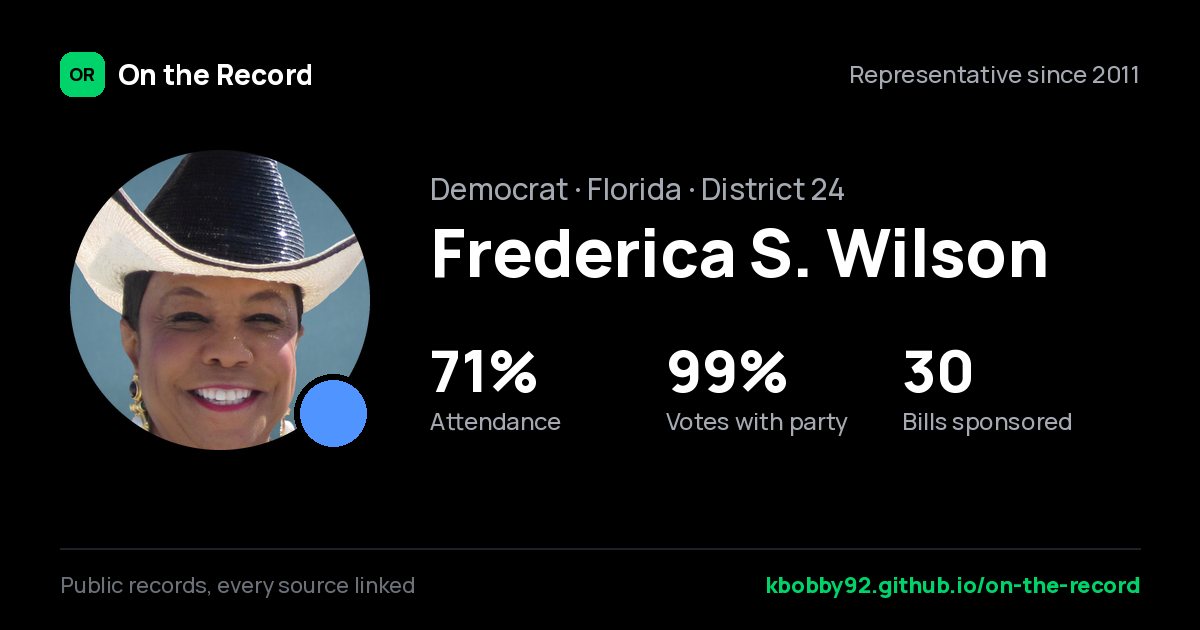 OR On the Record
Representative since 2011
Democrat · Florida · District 24
Frederica S. Wilson
71% 99% 30
Attendance Votes with party Bills sponsored
Public records, every source linked
kbobby92.github.io/on-the-record